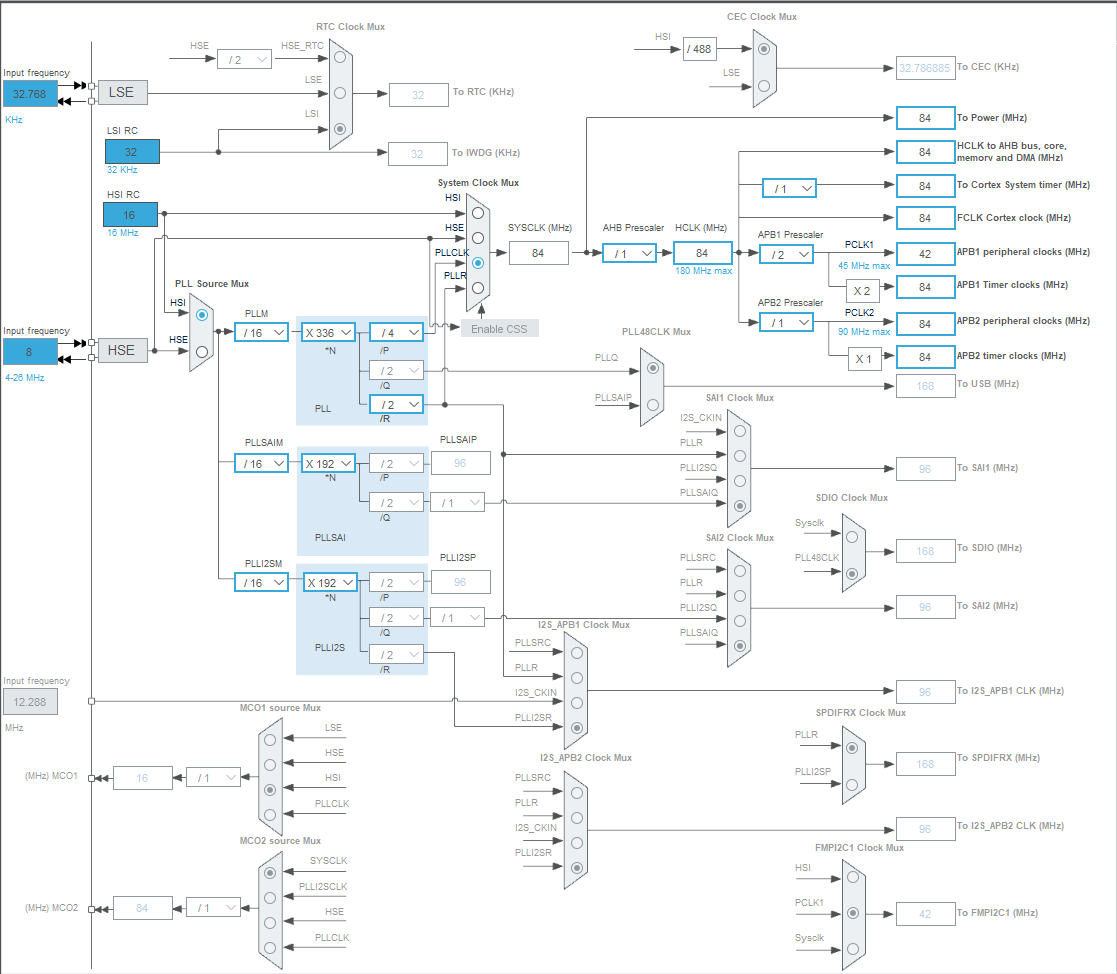 RTC Clock Mux
HSE
/ 2
HSE_RTC
LSE
LSI
32
To RTC (KHz)
CEC Clock Mux
HSI
/ 488
LSE
32.786885
To CEC (KHz)
Input frequency
32.768
KHz
LSE
LSI RC
32
32 KHz
32
To IWDG (KHz)
HSI RC
16
16 MHz
System Clock Mux
HSI
HSE
PLLCLK
PLLR
SYSCLK (MHz)
84
AHB Prescaler
/ 1
HCLK (MHz)
84
180 MHz max
84
To Power (MHz)
84
HCLK to AHB bus, core,
memory and DMA (MHz)
/ 1
84
To Cortex System timer (MHz)
84
FCLK Cortex clock (MHz)
APB1 Prescaler
/ 2
PCLK1
45 MHz max
42
APB1 peripheral clocks (MHz)
X 2
84
APB1 Timer clocks (MHz)
APB2 Prescaler
/ 1
PCLK2
90 MHz max
84
APB2 peripheral clocks (MHz)
X 1
84
APB2 timer clocks (MHz)
Input frequency
8
4-26 MHz
HSE
PLL Source Mux
HSI
HSE
PLLM
/ 16
X 336
*N
/ 4
/P
/ 2
/Q
/ 2
/R
PLL
Enable CSS
PLL48CLK Mux
PLLQ
PLLSAIP
168
To USB (MHz)
PLLSAIM
/ 16
X 192
*N
/ 2
/P
PLLSAIP
96
/ 2
/Q
/ 1
PLLSAI
SAI1 Clock Mux
I2S_CKIN
PLLR
PLLI2SQ
PLLSAIQ
96
To SAI1 (MHz)
SDIO Clock Mux
Sysclk
PLL48CLK
168
To SDIO (MHz)
PLLI2SM
/ 16
X 192
*N
/ 2
/P
PLLI2SP
96
/ 2
/Q
/ 1
/ 2
/R
PLLI2S
SAI2 Clock Mux
PLLSRC
PLLR
PLLI2SQ
PLLSAIQ
96
To SAI2 (MHz)
I2S_APB1 Clock Mux
PLLSRC
PLLR
I2S_CKIN
PLLI2SR
96
To I2S_APB1 CLK (MHz)
Input frequency
12.288
MHz
MCO1 source Mux
LSE
HSE
HSI
PLLCLK
(MHz) MCO1
16
/ 1
SPDIFRX Clock Mux
PLLR
PLLI2SP
168
To SPDIFRX (MHz)
I2S_APB2 Clock Mux
PLLSRC
PLLR
I2S_CKIN
PLLI2SR
96
To I2S_APB2 CLK (MHz)
MCO2 source Mux
SYSCLK
PLLI2SCLK
HSE
PLLCLK
(MHz) MCO2
84
/ 1
FMPI2C1 Clock Mux
HSI
PCLK1
Sysclk
42
To FMPI2C1 (MHz)